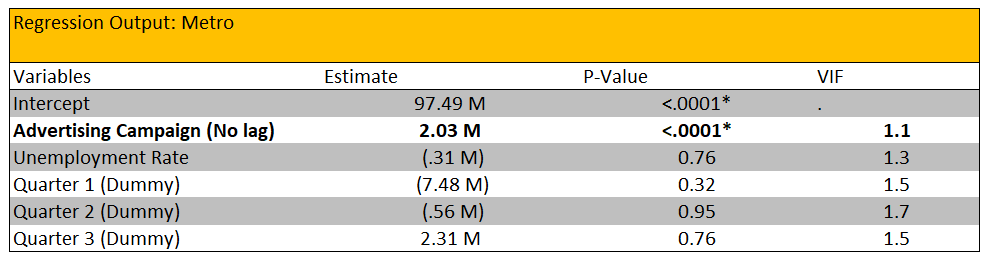 Regression Output: Metro
Variables Estimate P-Value VIF
Intercept 97.49 M <.0001* .
Advertising Campaign (No lag) 2.03 M <.0001* 1.1
Unemployment Rate (.31 M) 0.76 1.3
Quarter 1 (Dummy) (7.48 M) 0.32 1.5
Quarter 2 (Dummy) (.56 M) 0.95 1.7
Quarter 3 (Dummy) 2.31 M 0.76 1.5